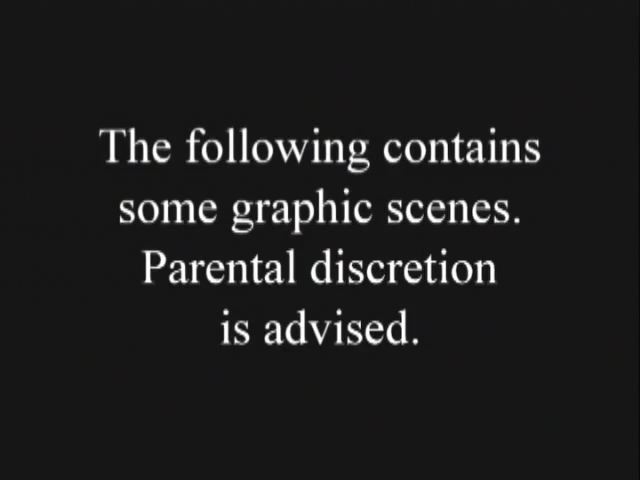 The following contains
some graphic scenes.
Parental discretion
is advised.